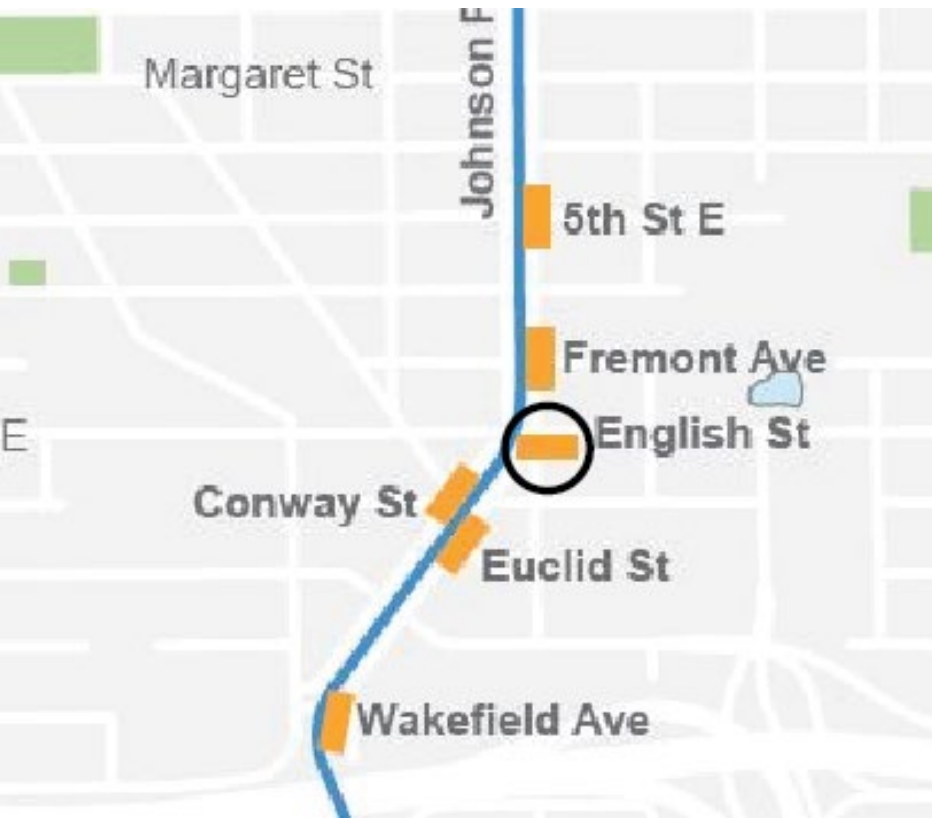 Margaret St
Johnson
5th St E
Fremont Ave
E
English St
Conway St
Euclid St
Wakefield Ave